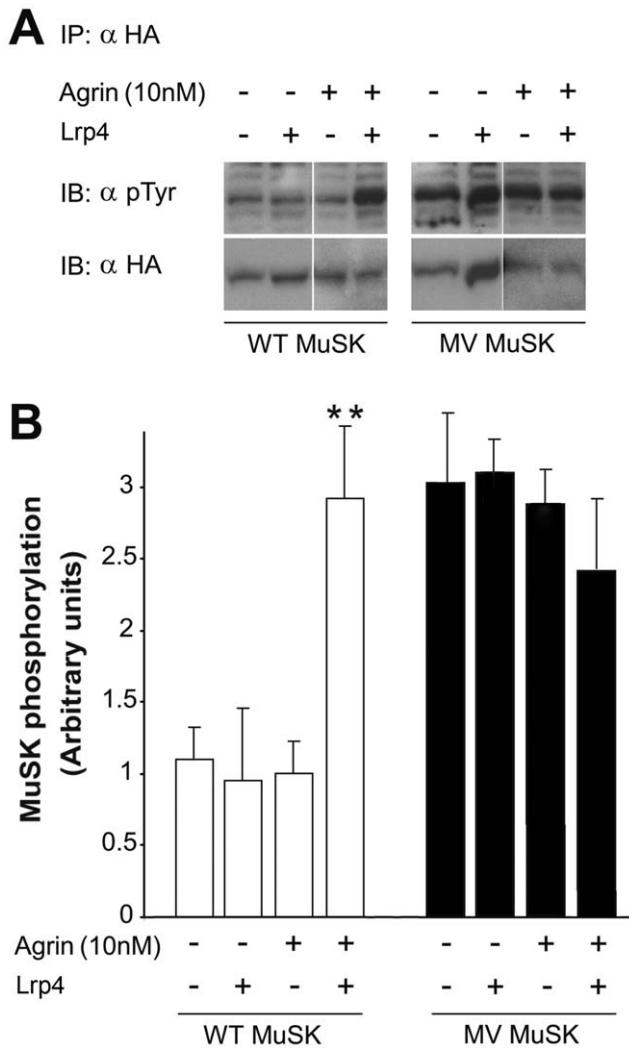 A IP: α HA
Agrin (10nM) - - + + - - + +
Lrp4 - + - + - + - +
IB: α pTyr
IB: α HA
WT MuSK MV MuSK
B
**
MuSK phosphorylation
(Arbitrary units)
3
2.5
2
1.5
1
0.5
0
Agrin (10nM) - - + + - - + +
Lrp4 - + - + - + - +
WT MuSK MV MuSK